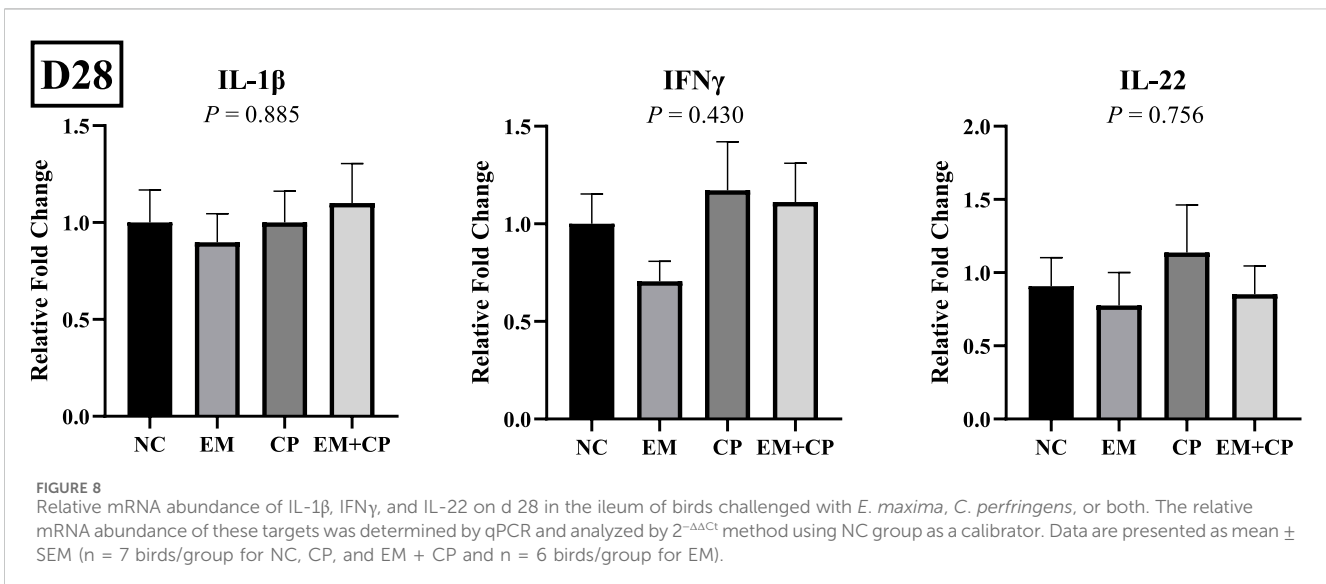 D28
IL-1β
P = 0.885
Relative Fold Change
1.5
1.0
0.5
0.0
NC EM CP EM+CP
IFNγ
P = 0.430
Relative Fold Change
1.5
1.0
0.5
0.0
NC EM CP EM+CP
IL-22
P = 0.756
Relative Fold Change
2.0
1.5
1.0
0.5
0.0
NC EM CP EM+CP
FIGURE 8
Relative mRNA abundance of IL-1β, IFNγ, and IL-22 on d 28 in the ileum of birds challenged with E. maxima, C. perfringens, or both. The relative
mRNA abundance of these targets was determined by qPCR and analyzed by 2⁻ΔΔCt method using NC group as a calibrator. Data are presented as mean ±
SEM (n = 7 birds/group for NC, CP, and EM + CP and n = 6 birds/group for EM).